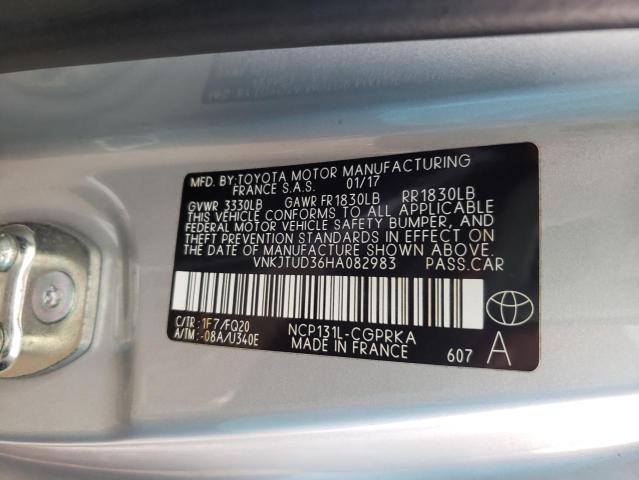 MFD. BY:TOYOTA MOTOR MANUFACTURING
FRANCE S.A.S. 01/17
GVWR 3330LB GAWR FR1830LB RR1830LB
THIS VEHICLE CONFORMS TO ALL APPLICABLE
FEDERAL MOTOR VEHICLE SAFETY, BUMPER, AND
THEFT PREVENTION STANDARDS IN EFFECT ON
THE DATE OF MANUFACTURE SHOWN ABOVE.
VNKJTUD36HA082983 PASS.CAR
C/TR: 1F7/FQ20 NCP131L-CGPRKA
A/TM: -08A/U340E MADE IN FRANCE
607 A